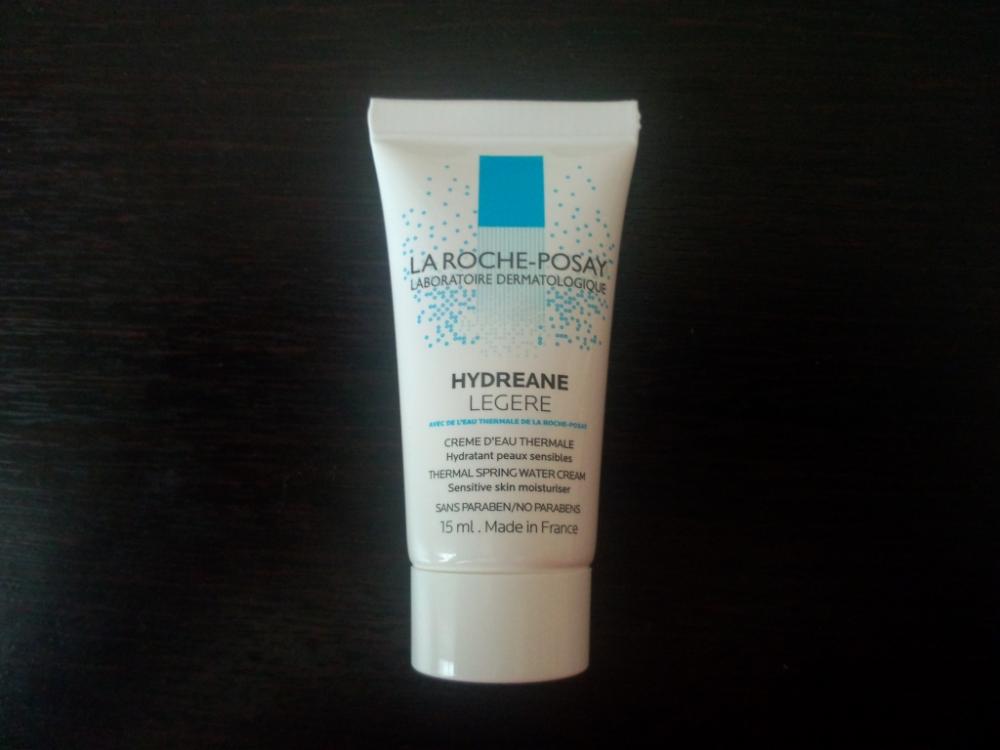 LA ROCHE-POSAY
LABORATOIRE DERMATOLOGIQUE
HYDREANE
LEGERE
AVEC DE L'EAU THERMALE DE LA ROCHE-POSAY
CREME D'EAU THERMALE
Hydratant peaux sensibles
THERMAL SPRING WATER CREAM
Sensitive skin moisturiser
SANS PARABEN/NO PARABENS
15 ml . Made in France